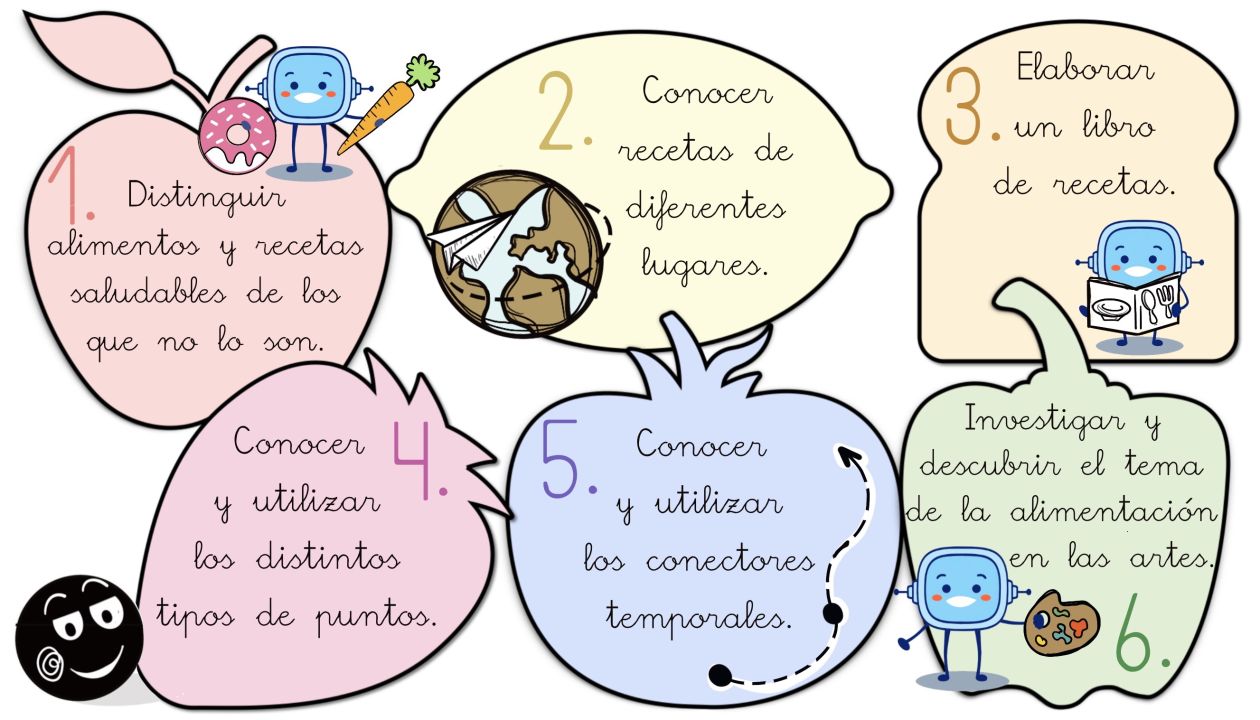 1.
Distinguir
alimentos y recetas
saludables de los
que no lo son.
2.
Conocer
recetas de
diferentes
lugares.
3.
Elaborar
un libro
de recetas.
4.
Conocer
y utilizar
los distintos
tipos de puntos.
5.
Conocer
y utilizar
los conectores
temporales.
Investigar y
descubrir el tema
de la alimentación
en las artes.
6.